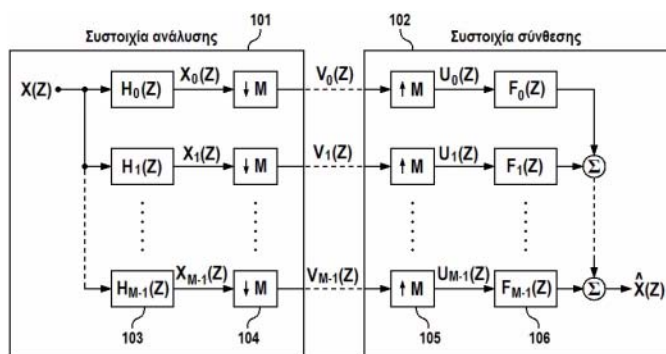 101 102
Συστοιχία ανάλυσης Συστοιχία σύνθεσης
X(Z) H0(Z) X0(Z) ↓ M V0(Z) ↑ M U0(Z) F0(Z)
H1(Z) X1(Z) ↓ M V1(Z) ↑ M U1(Z) F1(Z) Σ
HM-1(Z) XM-1(Z) ↓ M VM-1(Z) ↑ M UM-1(Z) FM-1(Z) Σ X̂(Z)
103 104 105 106